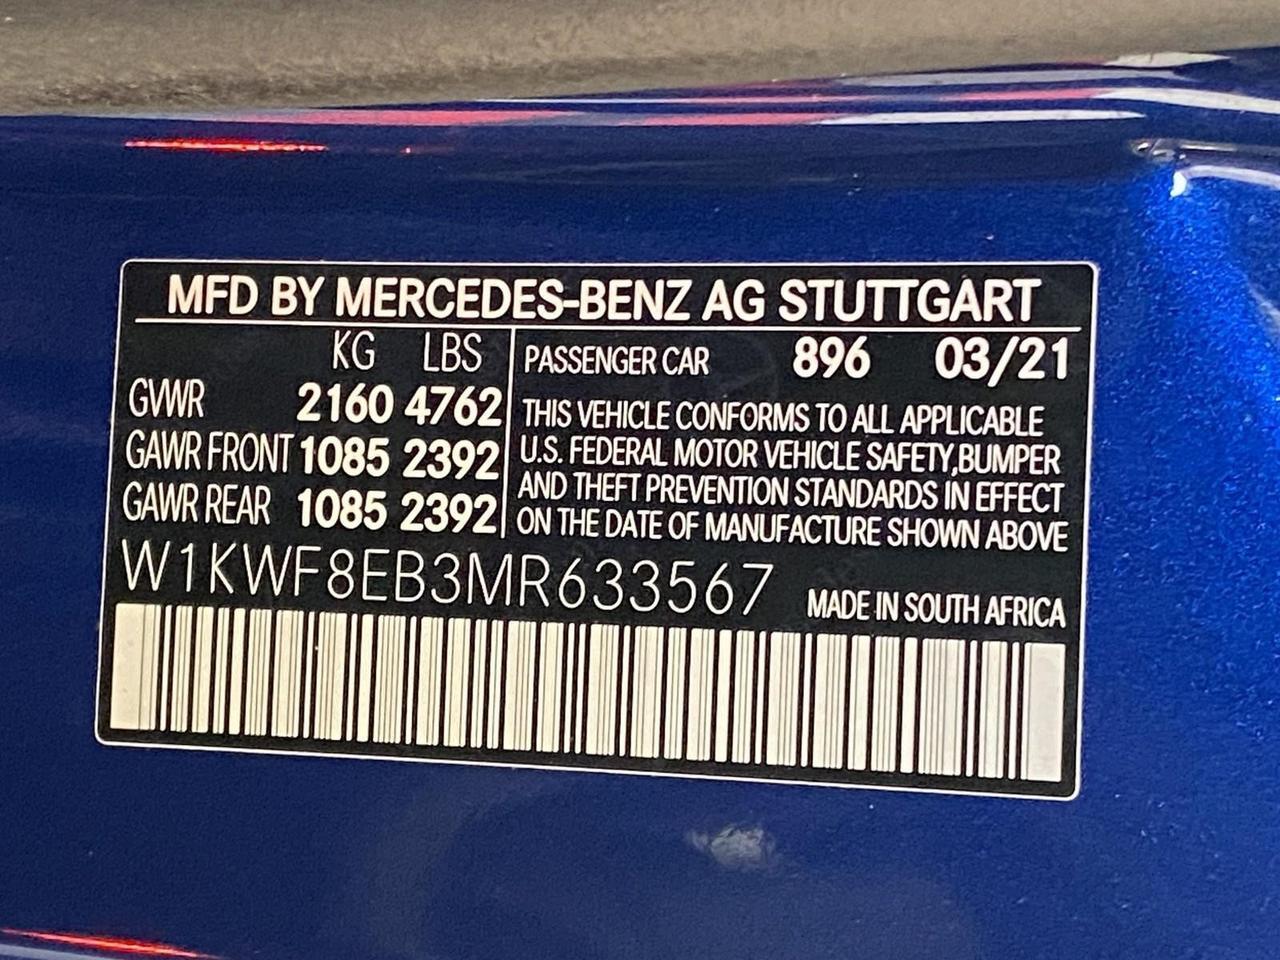 MFD BY MERCEDES-BENZ AG STUTTGART
KG LBS
GVWR 2160 4762
GAWR FRONT 1085 2392
GAWR REAR 1085 2392
PASSENGER CAR 896 03/21
THIS VEHICLE CONFORMS TO ALL APPLICABLE
U.S. FEDERAL MOTOR VEHICLE SAFETY,BUMPER
AND THEFT PREVENTION STANDARDS IN EFFECT
ON THE DATE OF MANUFACTURE SHOWN ABOVE
W1KWF8EB3MR633567
MADE IN SOUTH AFRICA